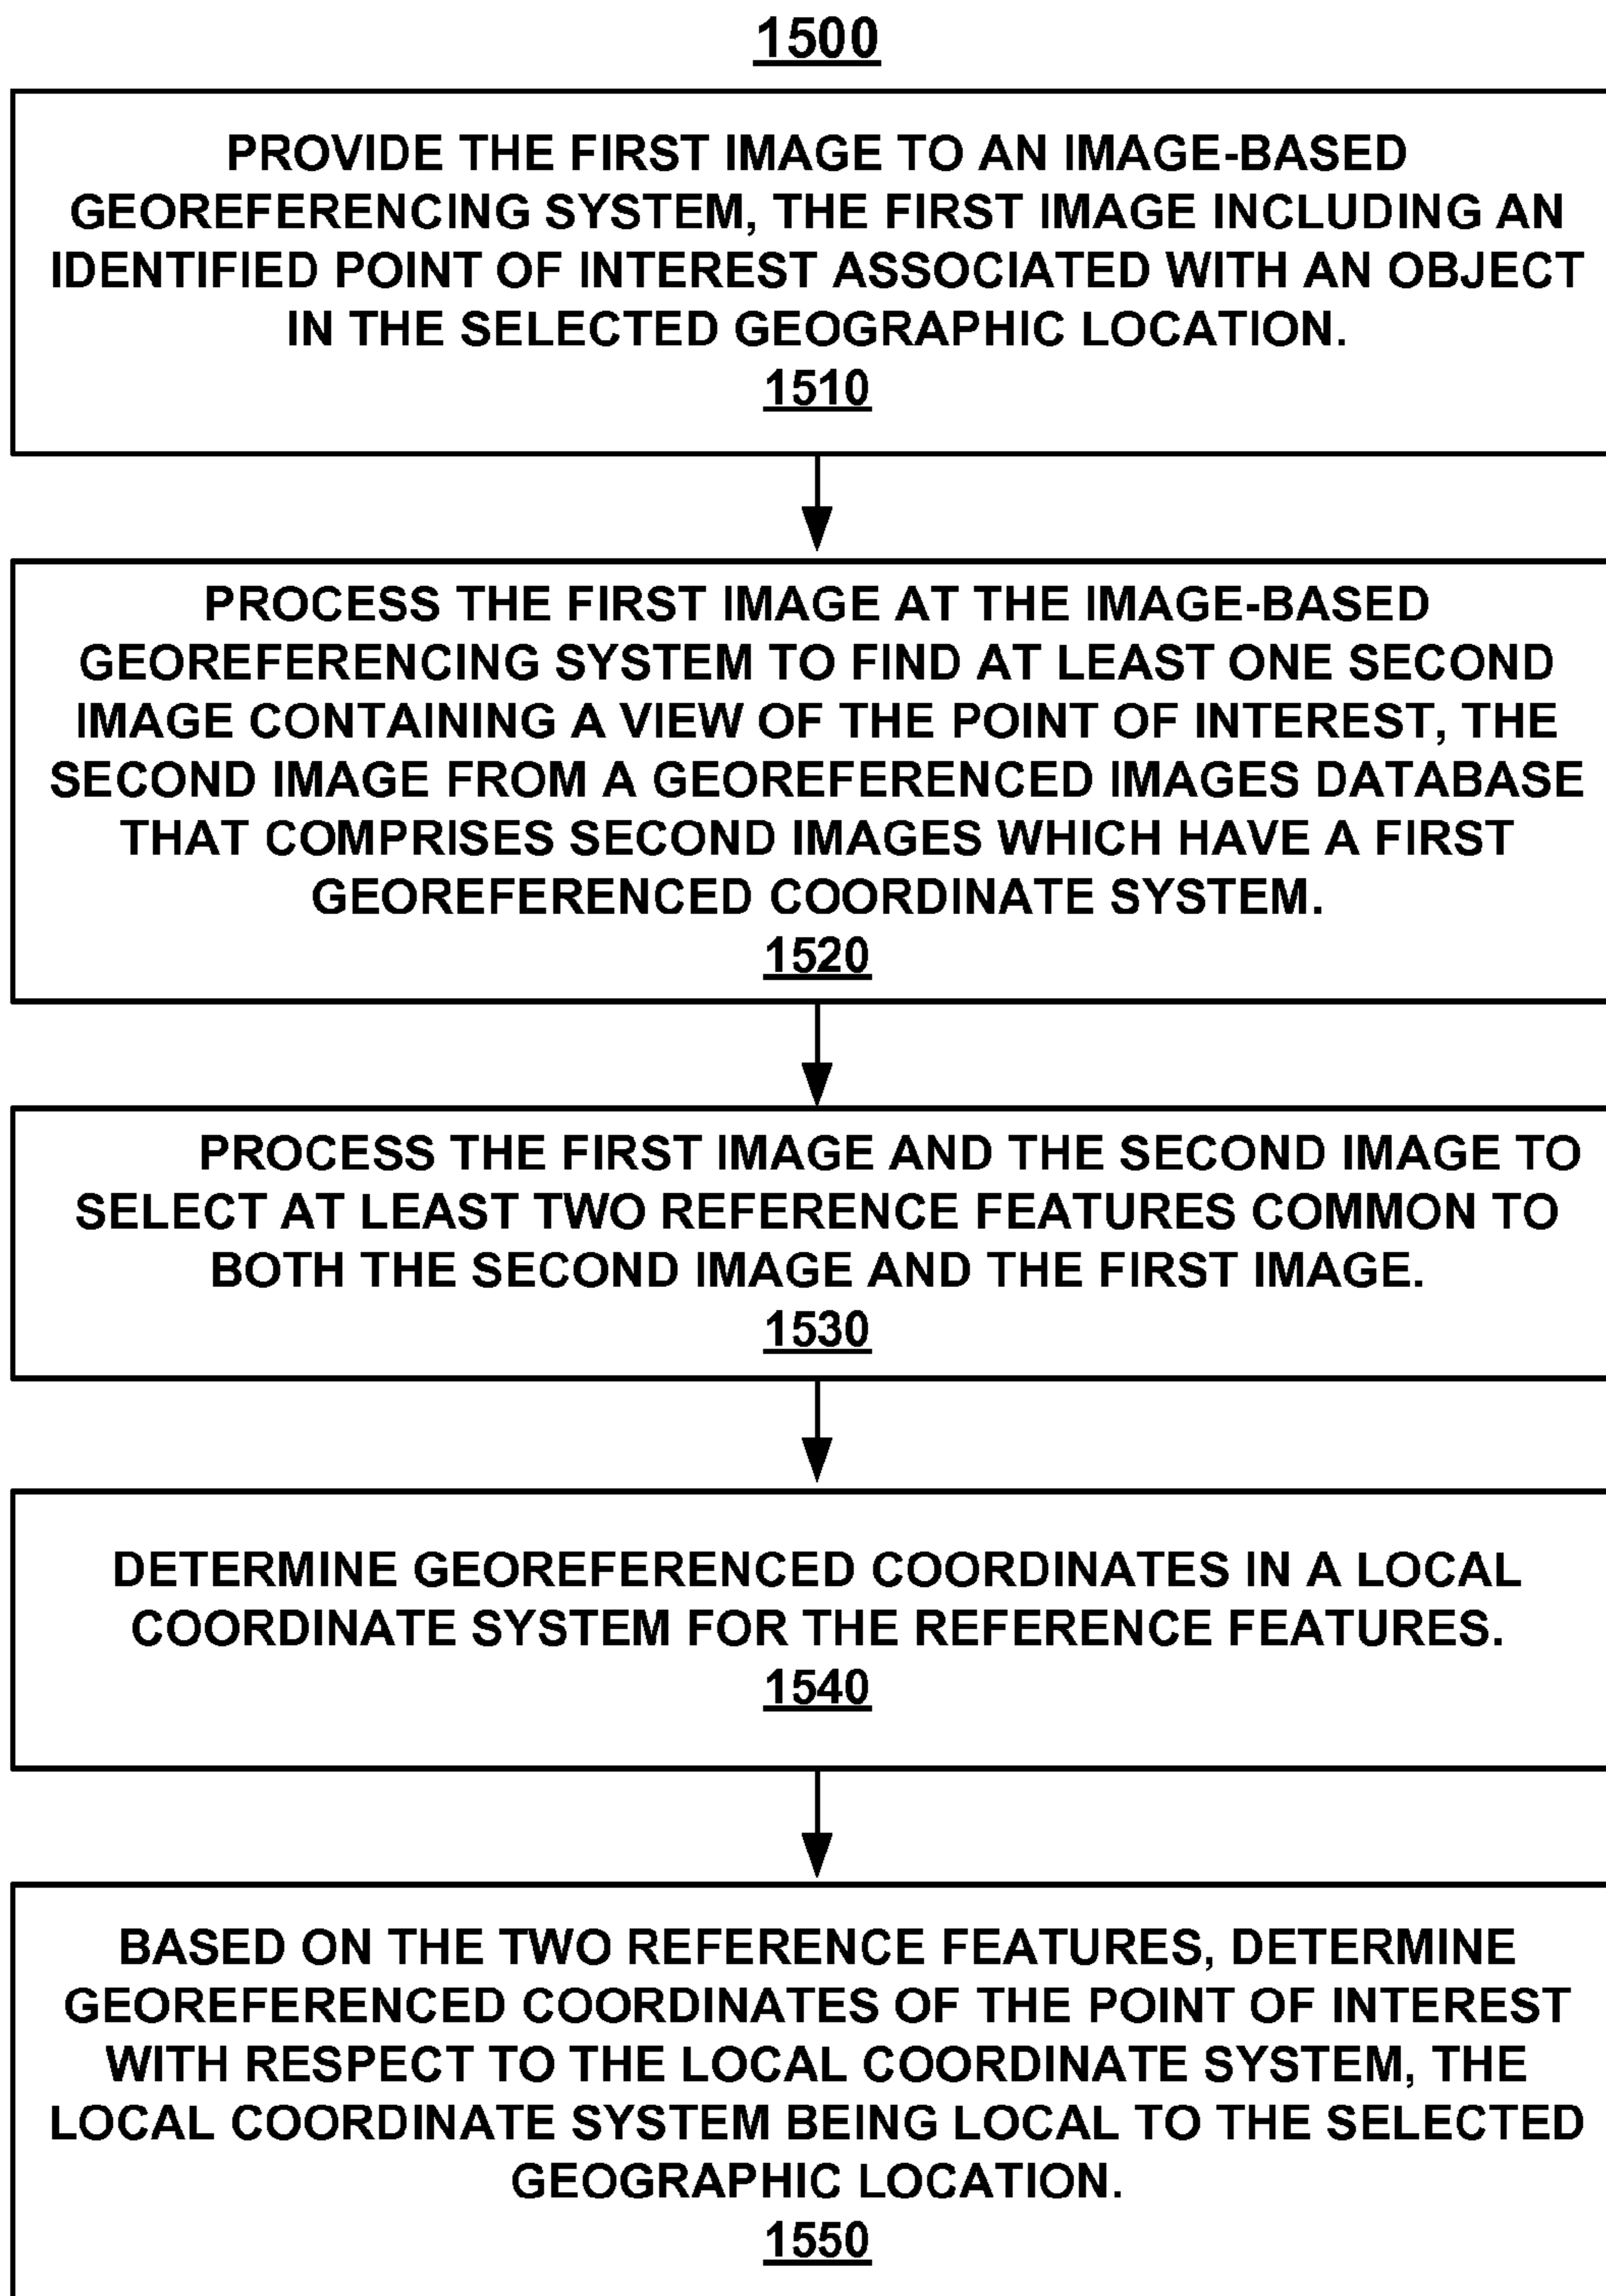 1500
PROVIDE THE FIRST IMAGE TO AN IMAGE-BASED
GEOREFERENCING SYSTEM, THE FIRST IMAGE INCLUDING AN
IDENTIFIED POINT OF INTEREST ASSOCIATED WITH AN OBJECT
IN THE SELECTED GEOGRAPHIC LOCATION.
1510
PROCESS THE FIRST IMAGE AT THE IMAGE-BASED
GEOREFERENCING SYSTEM TO FIND AT LEAST ONE SECOND
IMAGE CONTAINING A VIEW OF THE POINT OF INTEREST, THE
SECOND IMAGE FROM A GEOREFERENCED IMAGES DATABASE
THAT COMPRISES SECOND IMAGES WHICH HAVE A FIRST
GEOREFERENCED COORDINATE SYSTEM.
1520
PROCESS THE FIRST IMAGE AND THE SECOND IMAGE TO
SELECT AT LEAST TWO REFERENCE FEATURES COMMON TO
BOTH THE SECOND IMAGE AND THE FIRST IMAGE.
1530
DETERMINE GEOREFERENCED COORDINATES IN A LOCAL
COORDINATE SYSTEM FOR THE REFERENCE FEATURES.
1540
BASED ON THE TWO REFERENCE FEATURES, DETERMINE
GEOREFERENCED COORDINATES OF THE POINT OF INTEREST
WITH RESPECT TO THE LOCAL COORDINATE SYSTEM, THE
LOCAL COORDINATE SYSTEM BEING LOCAL TO THE SELECTED
GEOGRAPHIC LOCATION.
1550